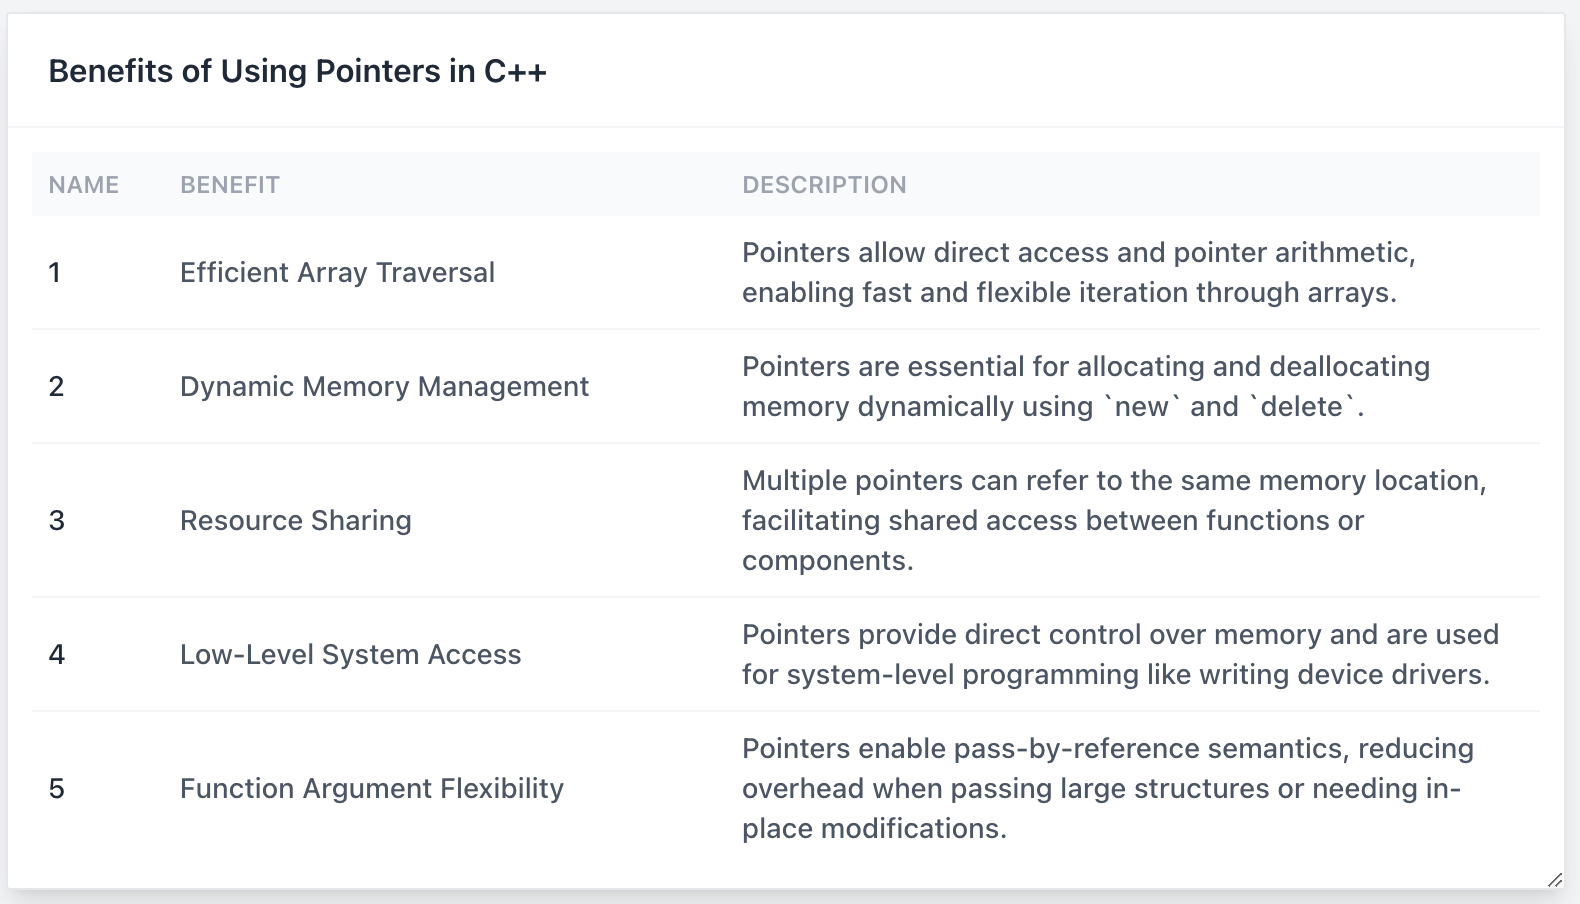 Benefits of Using Pointers in C++
NAME BENEFIT DESCRIPTION
1 Efficient Array Traversal Pointers allow direct access and pointer arithmetic,
enabling fast and flexible iteration through arrays.
2 Dynamic Memory Management Pointers are essential for allocating and deallocating
memory dynamically using `new` and `delete`.
3 Resource Sharing Multiple pointers can refer to the same memory location,
facilitating shared access between functions or
components.
4 Low-Level System Access Pointers provide direct control over memory and are used
for system-level programming like writing device drivers.
5 Function Argument Flexibility Pointers enable pass-by-reference semantics, reducing
overhead when passing large structures or needing in-
place modifications.